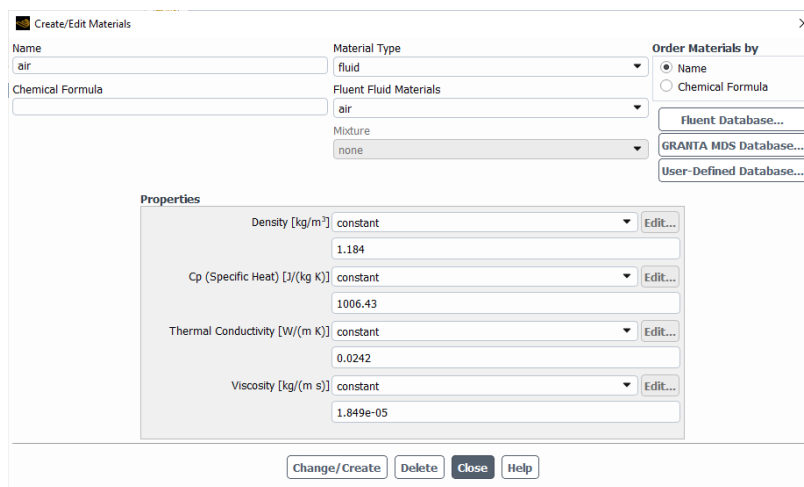 Create/Edit Materials
Name
Material Type
Order Materials by
air
fluid
Name
Chemical Formula
Fluent Fluid Materials
Chemical Formula
air
Fluent Database...
Mixture
none
GRANTA MDS Database...
User-Defined Database...
Properties
Density [kg/m³] constant Edit...
1.184
Cp (Specific Heat) [J/(kg K)] constant Edit...
1006.43
Thermal Conductivity [W/(m K)] constant Edit...
0.0242
Viscosity [kg/(m s)] constant Edit...
1.849e-05
Change/Create Delete Close Help